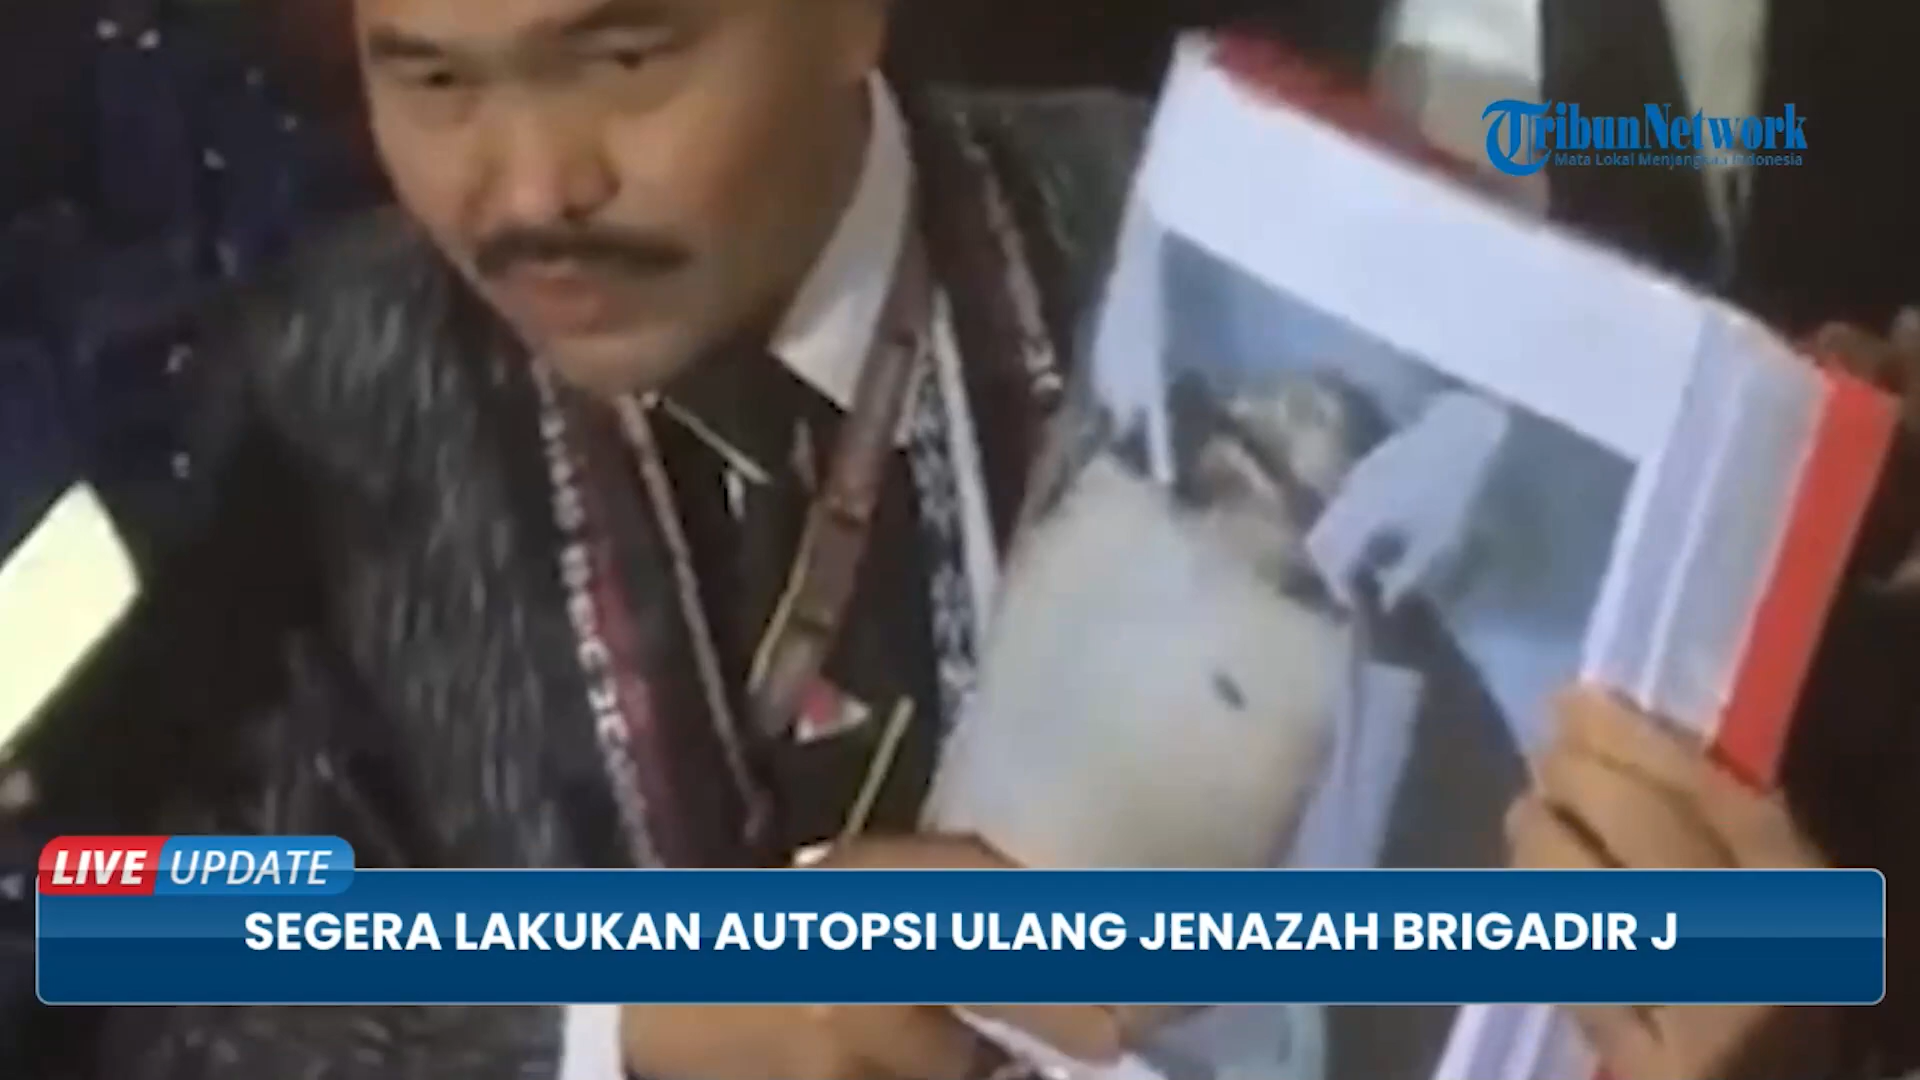 TribunNetwork
Mata Lokal Menjangkau Indonesia
LIVE UPDATE
SEGERA LAKUKAN AUTOPSI ULANG JENAZAH BRIGADIR J